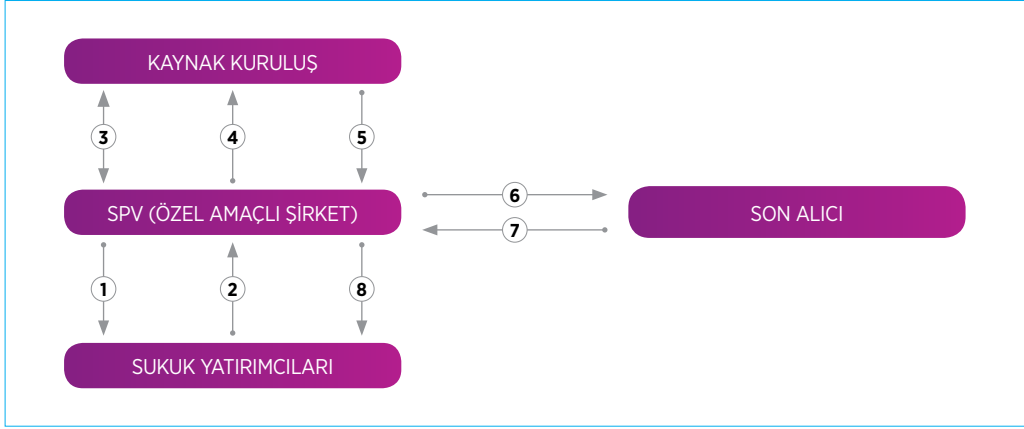 KAYNAK KURULUŞ
3
4
5
SPV (ÖZEL AMAÇLI ŞİRKET)
6
7
SON ALICI
1
2
8
SUKUK YATIRIMCILARI